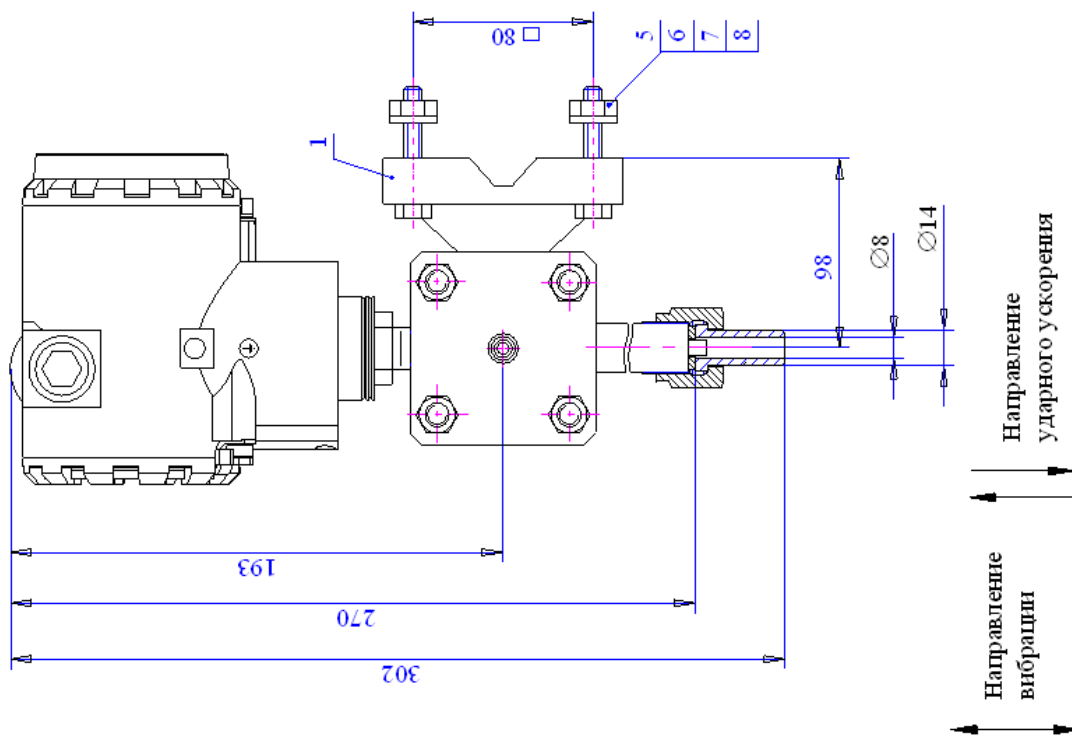 □ 80
5
6
7
8
1
98
Ø8
Ø14
193
270
302
Направление
ударного ускорения
Направление
вибрации